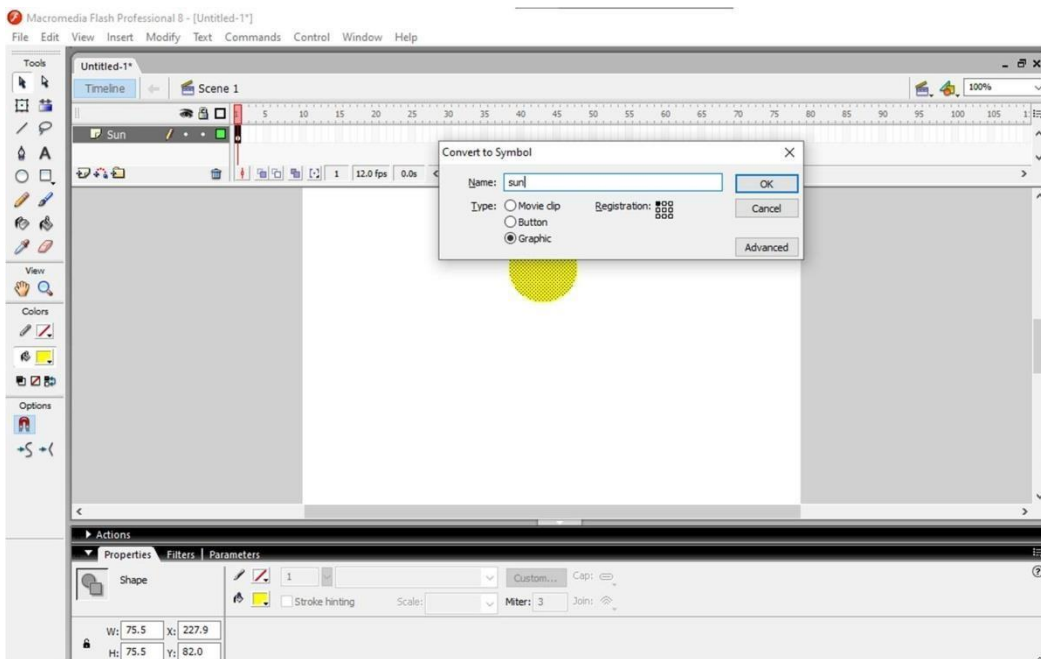 Macromedia Flash Professional 8 - [Untitled-1*]
File Edit View Insert Modify Text Commands Control Window Help
Tools
Untitled-1*
Timeline Scene 1 100%
5 10 15 20 25 30 35 40 45 50 55 60 65 70 75 80 85 90 95 100 105
Sun
1 12.0 fps 0.0s
Convert to Symbol
Name: sun OK
Type: Movie clip Registration: Cancel
Button
Graphic
Advanced
View
Colors
Options
Actions
Properties Filters Parameters
Shape 1 Custom... Cap:
Stroke hinting Scale: Miter: 3 Join:
W: 75.5 X: 227.9
H: 75.5 Y: 82.0